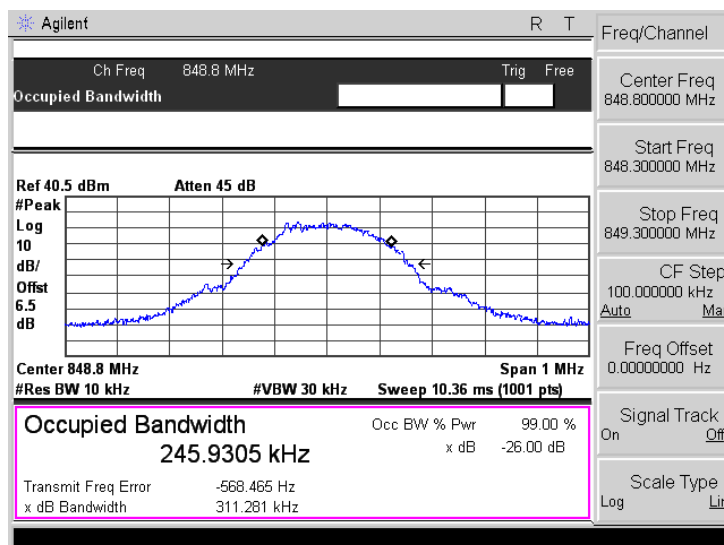 Agilent R T
Freq/Channel
Ch Freq 848.8 MHz Trig Free
Occupied Bandwidth
Center Freq
848.800000 MHz
Start Freq
848.300000 MHz
Stop Freq
849.300000 MHz
CF Step
100.000000 kHz
Auto Ma
Freq Offset
0.00000000 Hz
Signal Track
On Off
Scale Type
Log Lin
Ref 40.5 dBm Atten 45 dB
#Peak
Log
10
dB/
Offst
6.5
dB
Center 848.8 MHz Span 1 MHz
#Res BW 10 kHz #VBW 30 kHz Sweep 10.36 ms (1001 pts)
Occupied Bandwidth
245.9305 kHz
Occ BW % Pwr 99.00 %
x dB -26.00 dB
Transmit Freq Error -568.465 Hz
x dB Bandwidth 311.281 kHz